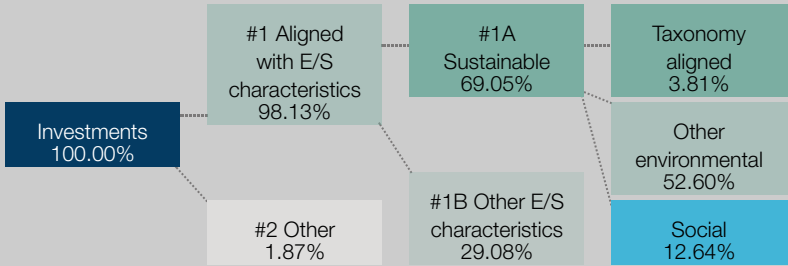 Investments
100.00%
#1 Aligned
with E/S
characteristics
98.13%
#2 Other
1.87%
#1A
Sustainable
69.05%
#1B Other E/S
characteristics
29.08%
Taxonomy
aligned
3.81%
Other
environmental
52.60%
Social
12.64%